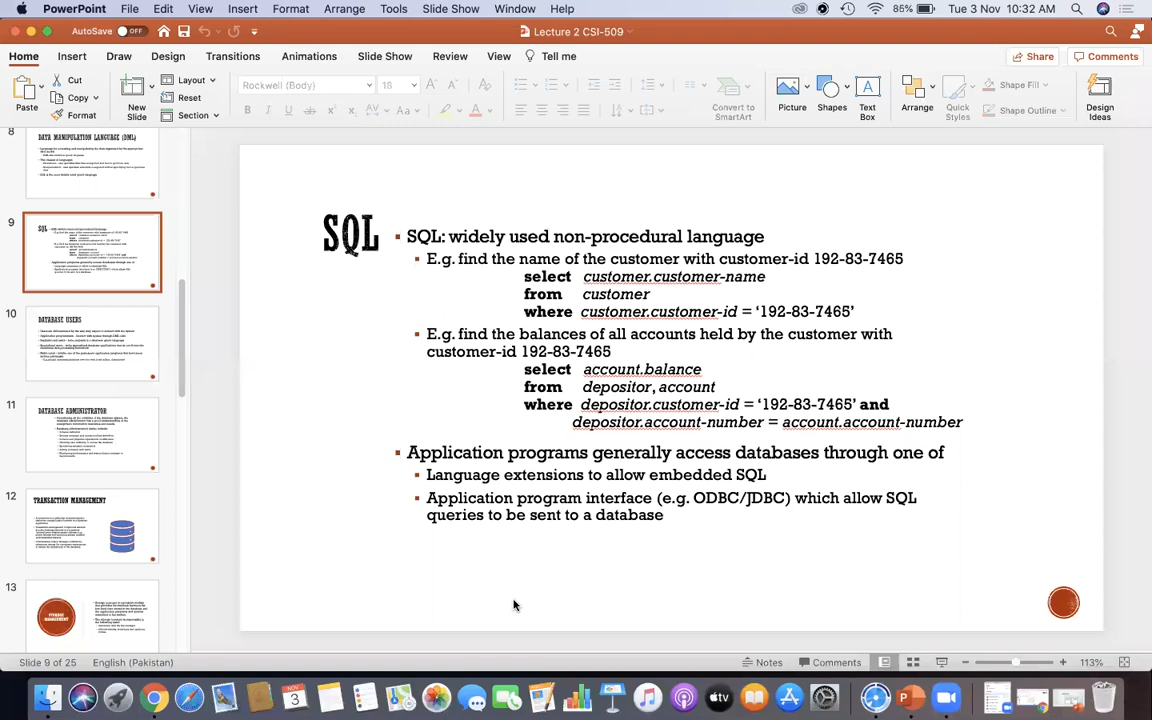 PowerPoint File Edit View Insert Format Arrange Tools Slide Show Window Help 86% Tue 3 Nov 10:32 AM
AutoSave OFF Lecture 2 CSI-509
Home Insert Draw Design Transitions Animations Slide Show Review View Tell me Share Comments
Paste Cut Copy Format
New Slide Layout Reset Section
Rockwell (Body) 18
B I U ab
Convert to SmartArt
Picture Shapes Text Box Arrange Quick Styles
Shape Fill
Shape Outline
Design Ideas
8
DATA MANIPULATION LANGUAGE (DML)
9
SQL
10
DATABASE USERS
11
DATABASE ADMINISTRATOR
12
TRANSACTION MANAGEMENT
13
STORAGE MANAGEMENT
SQL
SQL: widely used non-procedural language
E.g. find the name of the customer with customer-id 192-83-7465
select customer.customer-name
from customer
where customer.customer-id = ‘192-83-7465’
E.g. find the balances of all accounts held by the customer with
customer-id 192-83-7465
select account.balance
from depositor, account
where depositor.customer-id = ‘192-83-7465’ and
depositor.account-number = account.account-number
Application programs generally access databases through one of
Language extensions to allow embedded SQL
Application program interface (e.g. ODBC/JDBC) which allow SQL
queries to be sent to a database
Slide 9 of 25 English (Pakistan) Notes Comments 113%
NOV
3
tv